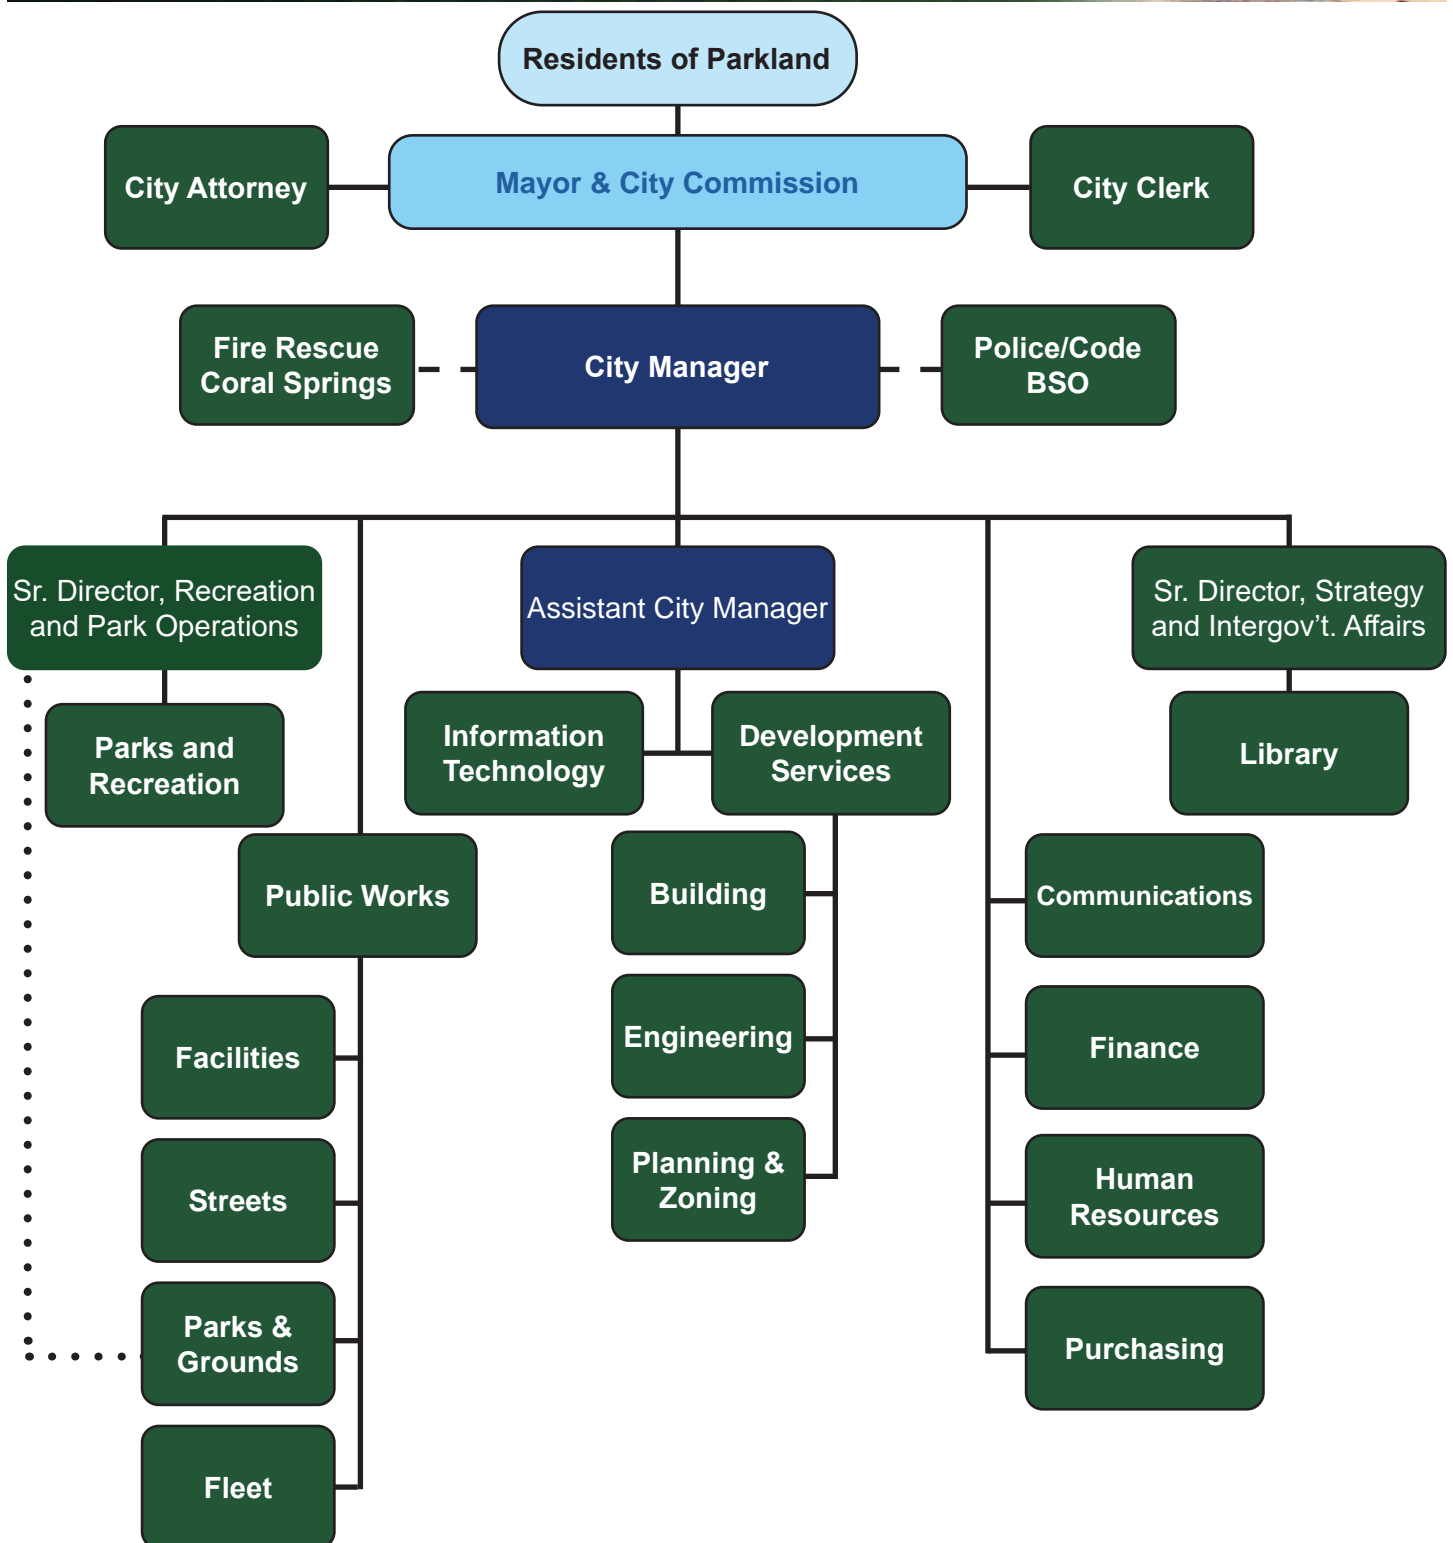 Residents of Parkland
City Attorney
Mayor & City Commission
City Clerk
Fire Rescue
Coral Springs
City Manager
Police/Code
BSO
Sr. Director, Recreation
and Park Operations
Assistant City Manager
Sr. Director, Strategy
and Intergov’t. Affairs
Parks and
Recreation
Information
Technology
Development
Services
Library
Public Works
Building
Communications
Facilities
Engineering
Finance
Streets
Planning &
Zoning
Human
Resources
Parks &
Grounds
Purchasing
Fleet